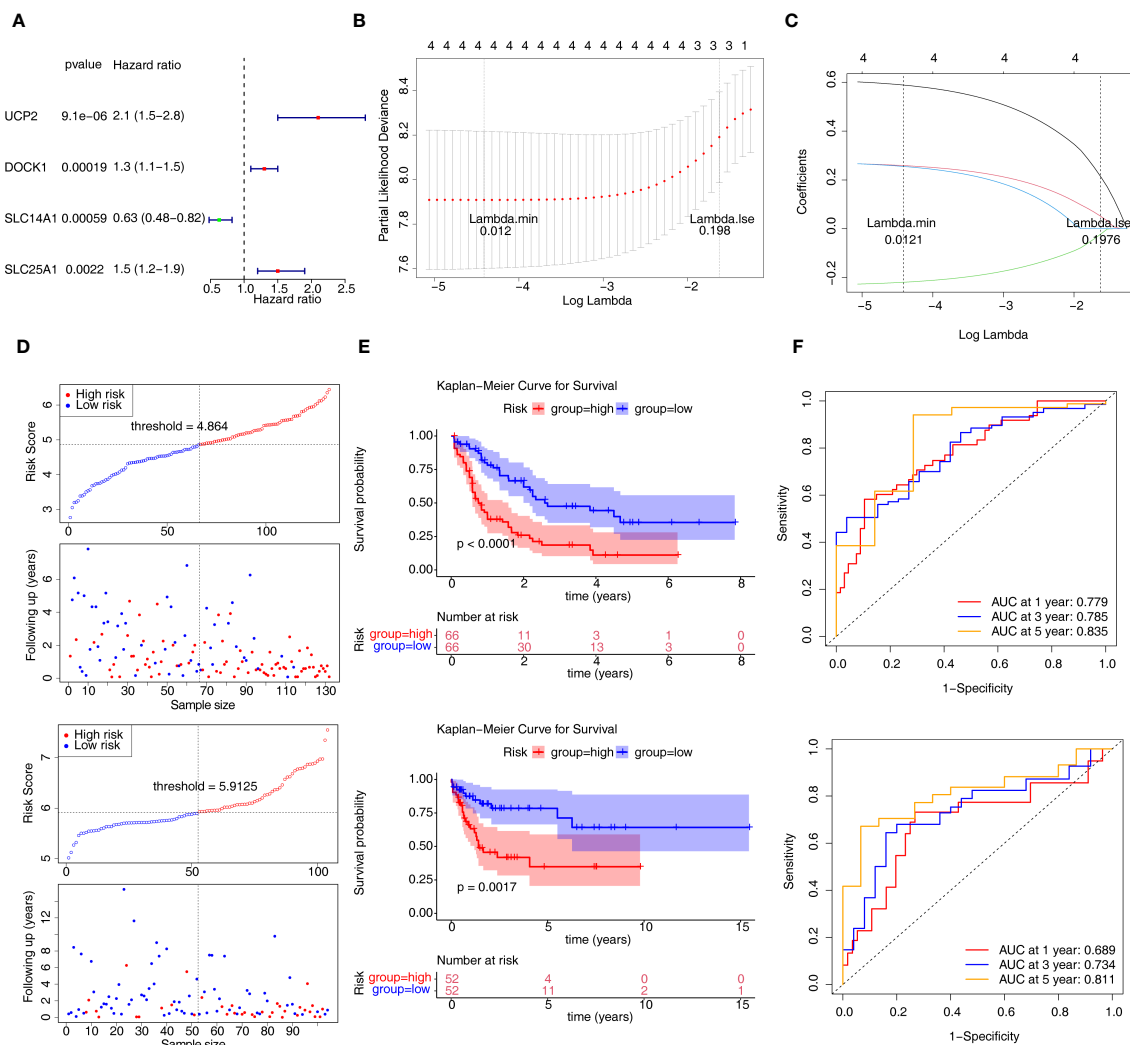 A
pvalue Hazard ratio
UCP2 9.1e−06 2.1 (1.5−2.8)
DOCK1 0.00019 1.3 (1.1−1.5)
SLC14A1 0.00059 0.63 (0.48−0.82)
SLC25A1 0.0022 1.5 (1.2−1.9)
0.5 1.0 1.5 2.0 2.5
Hazard ratio
B
4 4 4 4 4 4 4 4 4 4 4 4 4 4 4 4 3 3 3 1
Partial Likelihood Deviance
8.4
8.2
8.0
7.8
7.6
Lambda.min
0.012
Lambda.lse
0.198
−5 −4 −3 −2
Log Lambda
C
4 4 4 4
Coefficients
0.6
0.4
0.2
0.0
−0.2
Lambda.min
0.0121
Lambda.lse
0.1976
−5 −4 −3 −2
Log Lambda
D
High risk
Low risk
threshold = 4.864
Risk Score
6
5
4
3
0 50 100
Following up (years)
6
4
2
0
0 10 30 50 70 90 110 130
Sample size
High risk
Low risk
threshold = 5.9125
Risk Score
7
6
5
0 50 100
Following up (years)
12
8
6
4
2
0
0 10 20 30 40 50 60 70 80 90
Sample size
E
Kaplan−Meier Curve for Survival
Risk group=high group=low
Survival probability
1.00
0.75
0.50
0.25
0.00
p < 0.0001
0 2 4 6 8
time (years)
Number at risk
Risk
group=high 66 11 3 1 0
group=low 66 30 13 3 0
0 2 4 6 8
time (years)
Kaplan−Meier Curve for Survival
Risk group=high group=low
Survival probability
1.00
0.75
0.50
0.25
0.00
p = 0.0017
0 5 10 15
time (years)
Number at risk
Risk
group=high 52 4 0 0
group=low 52 11 2 1
0 5 10 15
time (years)
F
Sensitivity
1.0
0.8
0.6
0.4
0.2
0.0
AUC at 1 year: 0.779
AUC at 3 year: 0.785
AUC at 5 year: 0.835
0.0 0.2 0.4 0.6 0.8 1.0
1−Specificity
Sensitivity
1.0
0.8
0.6
0.4
0.2
0.0
AUC at 1 year: 0.689
AUC at 3 year: 0.734
AUC at 5 year: 0.811
0.0 0.2 0.4 0.6 0.8 1.0
1−Specificity